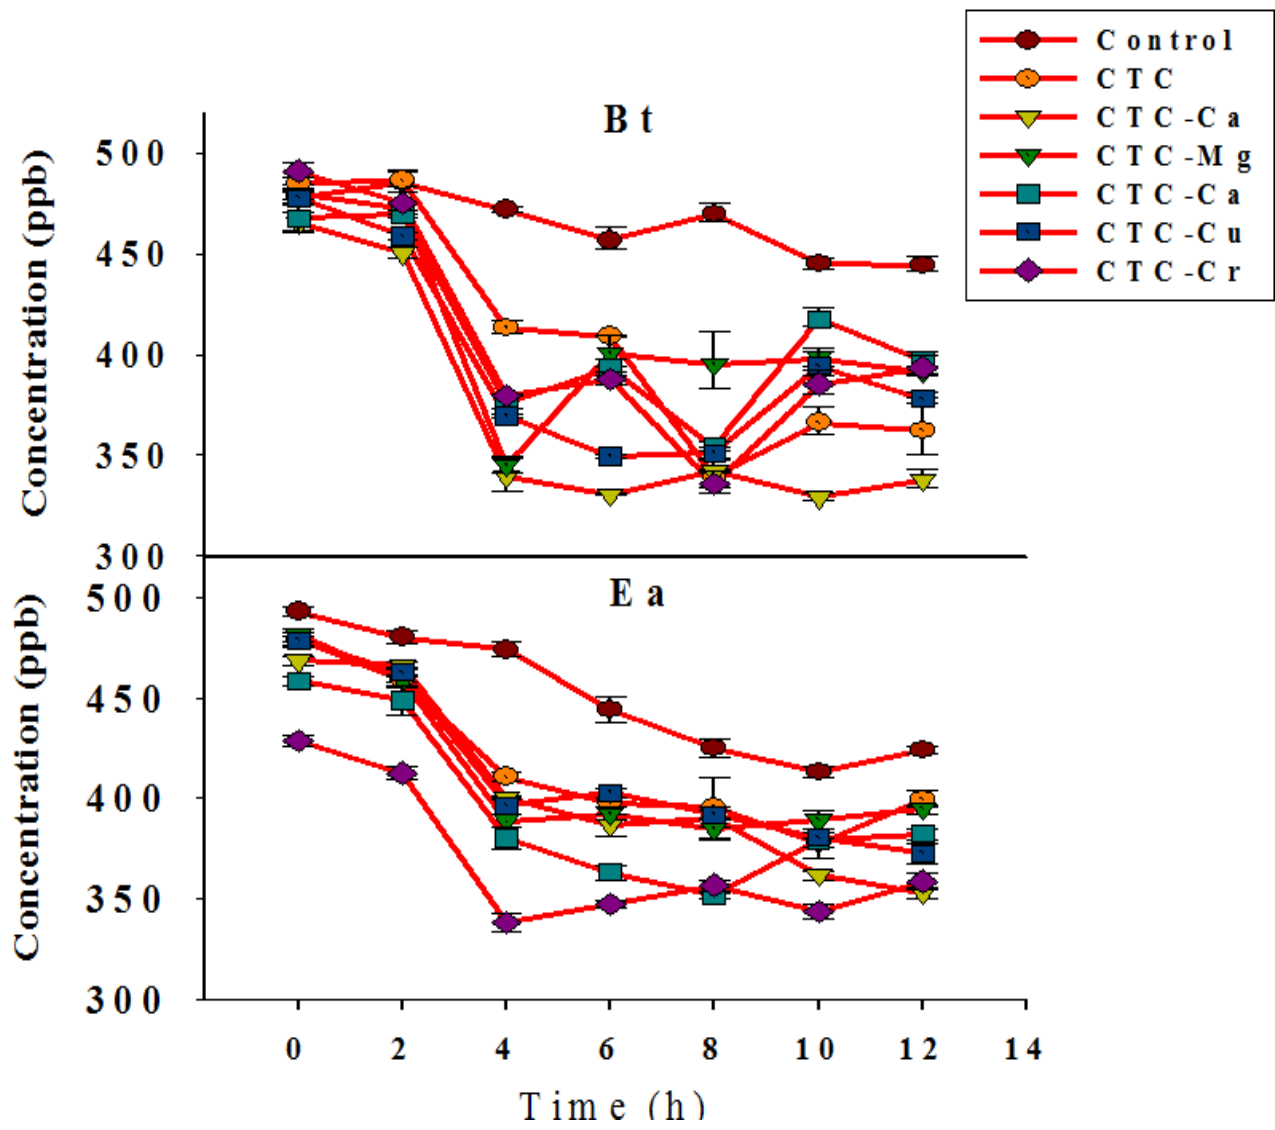 Control
CTC
CTC-Ca
CTC-Mg
CTC-Ca
CTC-Cu
CTC-Cr
Bt
Concentration (ppb)
500
450
400
350
300
Ea
Concentration (ppb)
500
450
400
350
300
0 2 4 6 8 10 12 14
Time (h)